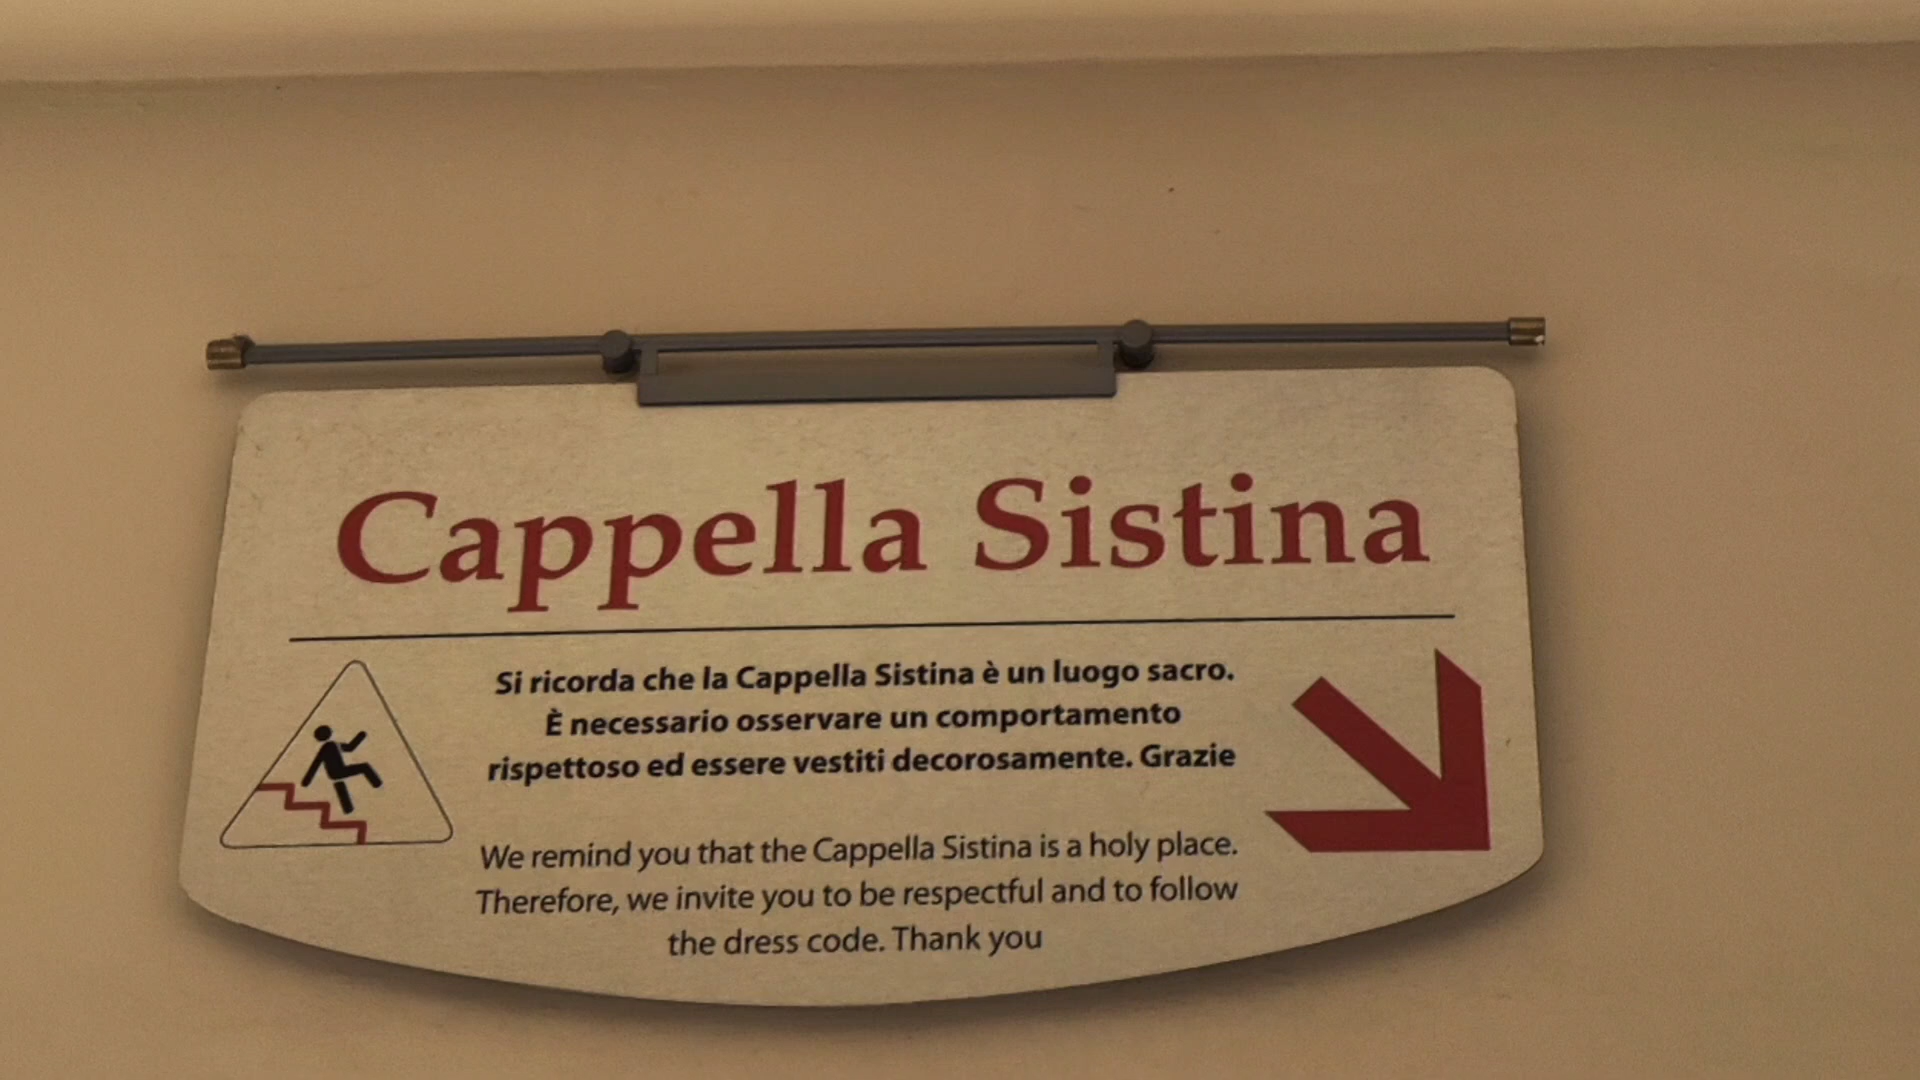 Cappella Sistina
Si ricorda che la Cappella Sistina è un luogo sacro.
È necessario osservare un comportamento
rispettoso ed essere vestiti decorosamente. Grazie
We remind you that the Cappella Sistina is a holy place.
Therefore, we invite you to be respectful and to follow
the dress code. Thank you